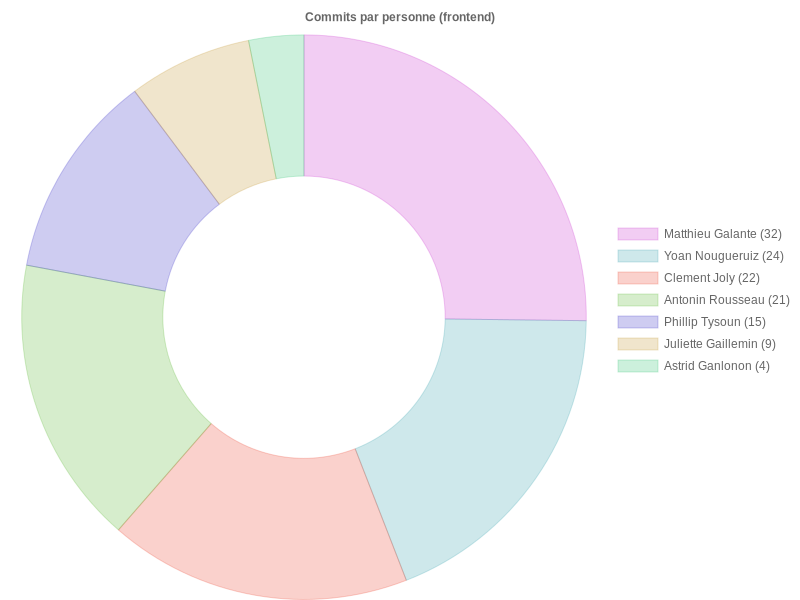 Commits par personne (frontend)
Matthieu Galante (32)
Yoan Nougueruiz (24)
Clement Joly (22)
Antonin Rousseau (21)
Phillip Tysoun (15)
Juliette Gaillemin (9)
Astrid Ganlonon (4)